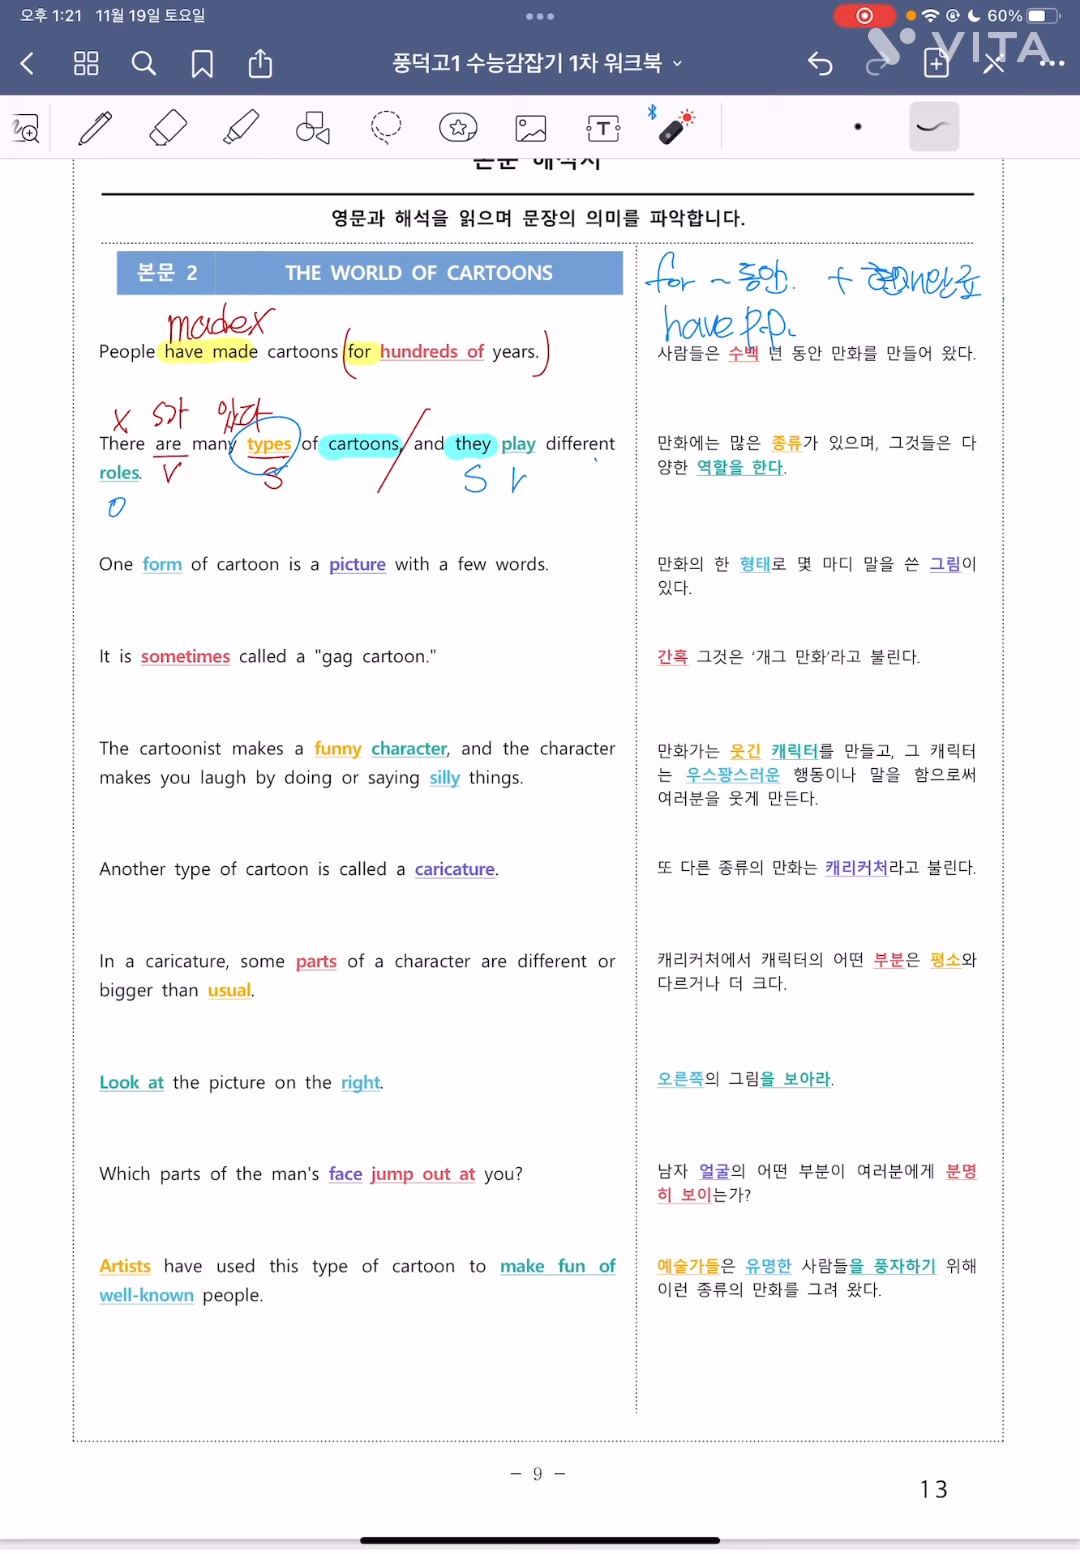 오후 1:21 11월 19일 토요일
60%
VITA
풍덕고1 수능감잡기 1차 워크북
본문 해석지
영문과 해석을 읽으며 문장의 의미를 파악합니다.
본문 2 THE WORLD OF CARTOONS
for ~동안. + 현재완료
have p.p.
made x
People have made cartoons (for hundreds of years.)
사람들은 수백 년 동안 만화를 만들어 왔다.
x S가 있다
There are many types of cartoons, / and they play different
roles.
V S S V
O
만화에는 많은 종류가 있으며, 그것들은 다
양한 역할을 한다.
One form of cartoon is a picture with a few words.
만화의 한 형태로 몇 마디 말을 쓴 그림이
있다.
It is sometimes called a "gag cartoon."
간혹 그것은 '개그 만화'라고 불린다.
The cartoonist makes a funny character, and the character
makes you laugh by doing or saying silly things.
만화가는 웃긴 캐릭터를 만들고, 그 캐릭터
는 우스꽝스러운 행동이나 말을 함으로써
여러분을 웃게 만든다.
Another type of cartoon is called a caricature.
또 다른 종류의 만화는 캐리커처라고 불린다.
In a caricature, some parts of a character are different or
bigger than usual.
캐리커처에서 캐릭터의 어떤 부분은 평소와
다르거나 더 크다.
Look at the picture on the right.
오른쪽의 그림을 보아라.
Which parts of the man's face jump out at you?
남자 얼굴의 어떤 부분이 여러분에게 분명
히 보이는가?
Artists have used this type of cartoon to make fun of
well-known people.
예술가들은 유명한 사람들을 풍자하기 위해
이런 종류의 만화를 그려 왔다.
- 9 -
13